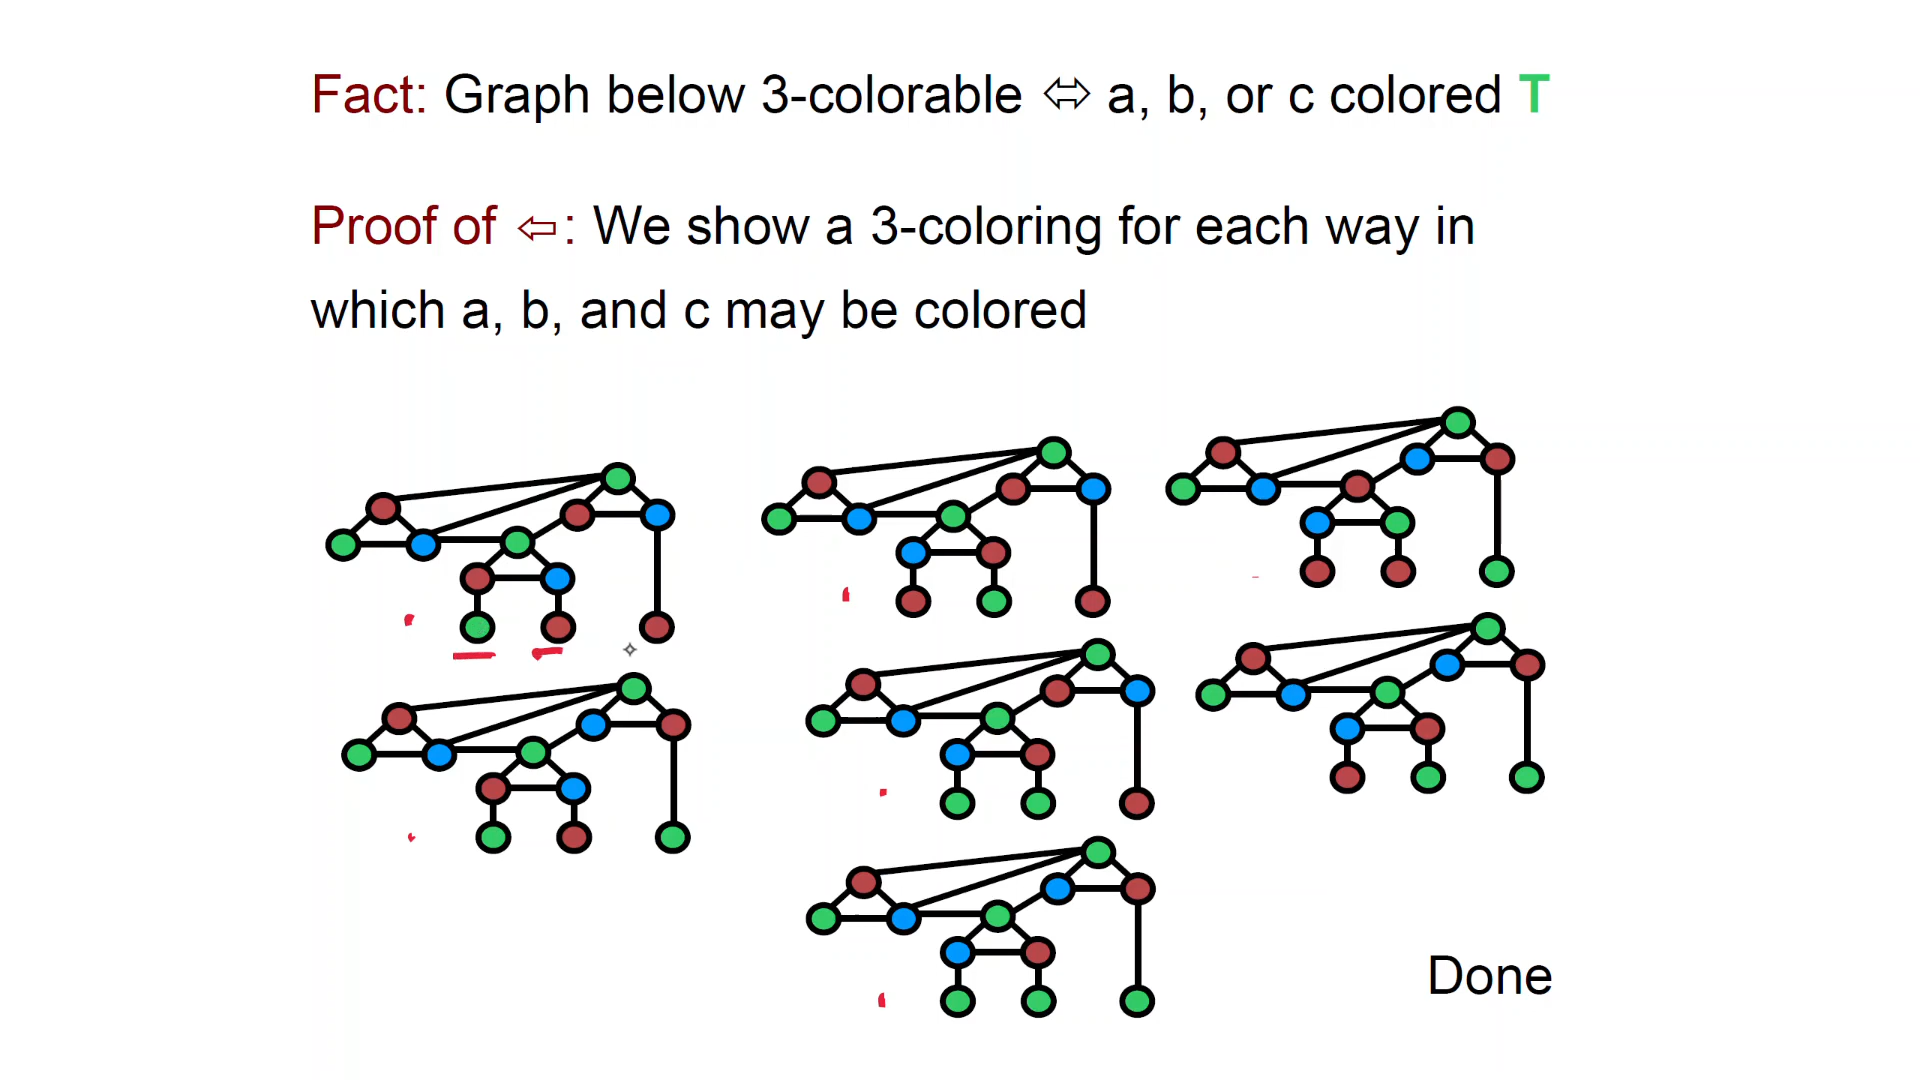 Fact: Graph below 3-colorable ⇔ a, b, or c colored T
Proof of ⇐: We show a 3-coloring for each way in
which a, b, and c may be colored
Done